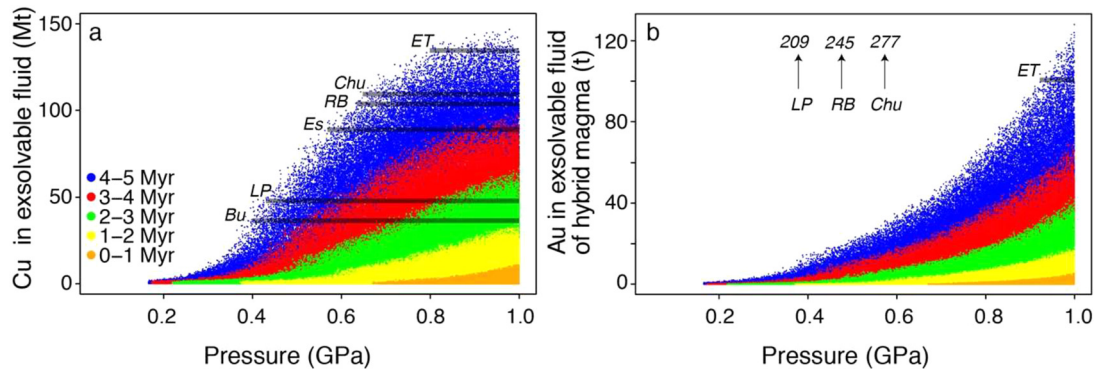 a
Cu in exsolvable fluid (Mt)
150
100
50
0
ET
Chu
RB
Es
LP
Bu
4–5 Myr
3–4 Myr
2–3 Myr
1–2 Myr
0–1 Myr
0.2 0.4 0.6 0.8 1.0
Pressure (GPa)
b
Au in exsolvable fluid
of hybrid magma (t)
120
80
40
0
209 245 277
LP RB Chu
ET
0.2 0.4 0.6 0.8 1.0
Pressure (GPa)